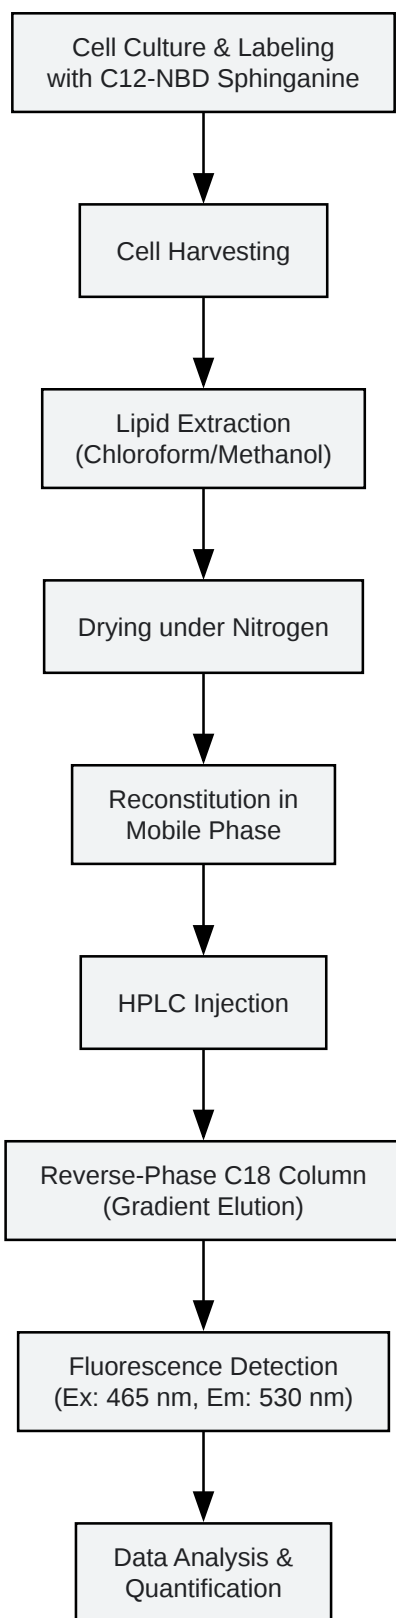 Cell Culture & Labeling
with C12-NBD Sphinganine
Cell Harvesting
Lipid Extraction
(Chloroform/Methanol)
Drying under Nitrogen
Reconstitution in
Mobile Phase
HPLC Injection
Reverse-Phase C18 Column
(Gradient Elution)
Fluorescence Detection
(Ex: 465 nm, Em: 530 nm)
Data Analysis &
Quantification